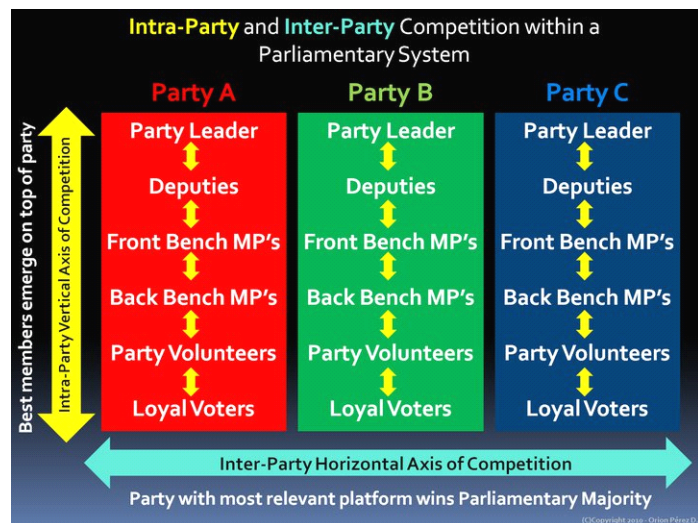 Intra-Party and Inter-Party Competition within a
Parliamentary System
Party A
Party B
Party C
Best members emerge on top of party
Intra-Party Vertical Axis of Competition
Party Leader
Deputies
Front Bench MP's
Back Bench MP's
Party Volunteers
Loyal Voters
Party Leader
Deputies
Front Bench MP's
Back Bench MP's
Party Volunteers
Loyal Voters
Party Leader
Deputies
Front Bench MP's
Back Bench MP's
Party Volunteers
Loyal Voters
Inter-Party Horizontal Axis of Competition
Party with most relevant platform wins Parliamentary Majority
(C)Copyright 2010 - Orion Pérez D